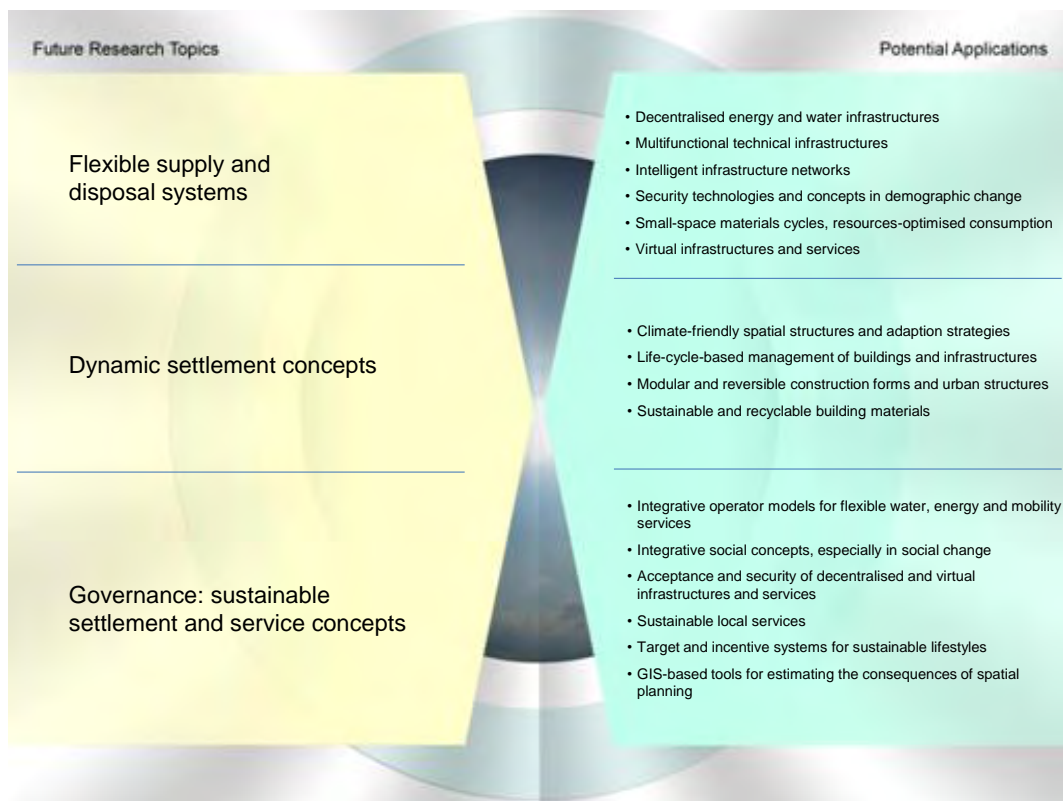 Future Research Topics
Potential Applications
Flexible supply and
disposal systems
• Decentralised energy and water infrastructures
• Multifunctional technical infrastructures
• Intelligent infrastructure networks
• Security technologies and concepts in demographic change
• Small-space materials cycles, resources-optimised consumption
• Virtual infrastructures and services
Dynamic settlement concepts
• Climate-friendly spatial structures and adaption strategies
• Life-cycle-based management of buildings and infrastructures
• Modular and reversible construction forms and urban structures
• Sustainable and recyclable building materials
Governance: sustainable
settlement and service concepts
• Integrative operator models for flexible water, energy and mobility
services
• Integrative social concepts, especially in social change
• Acceptance and security of decentralised and virtual
infrastructures and services
• Sustainable local services
• Target and incentive systems for sustainable lifestyles
• GIS-based tools for estimating the consequences of spatial
planning